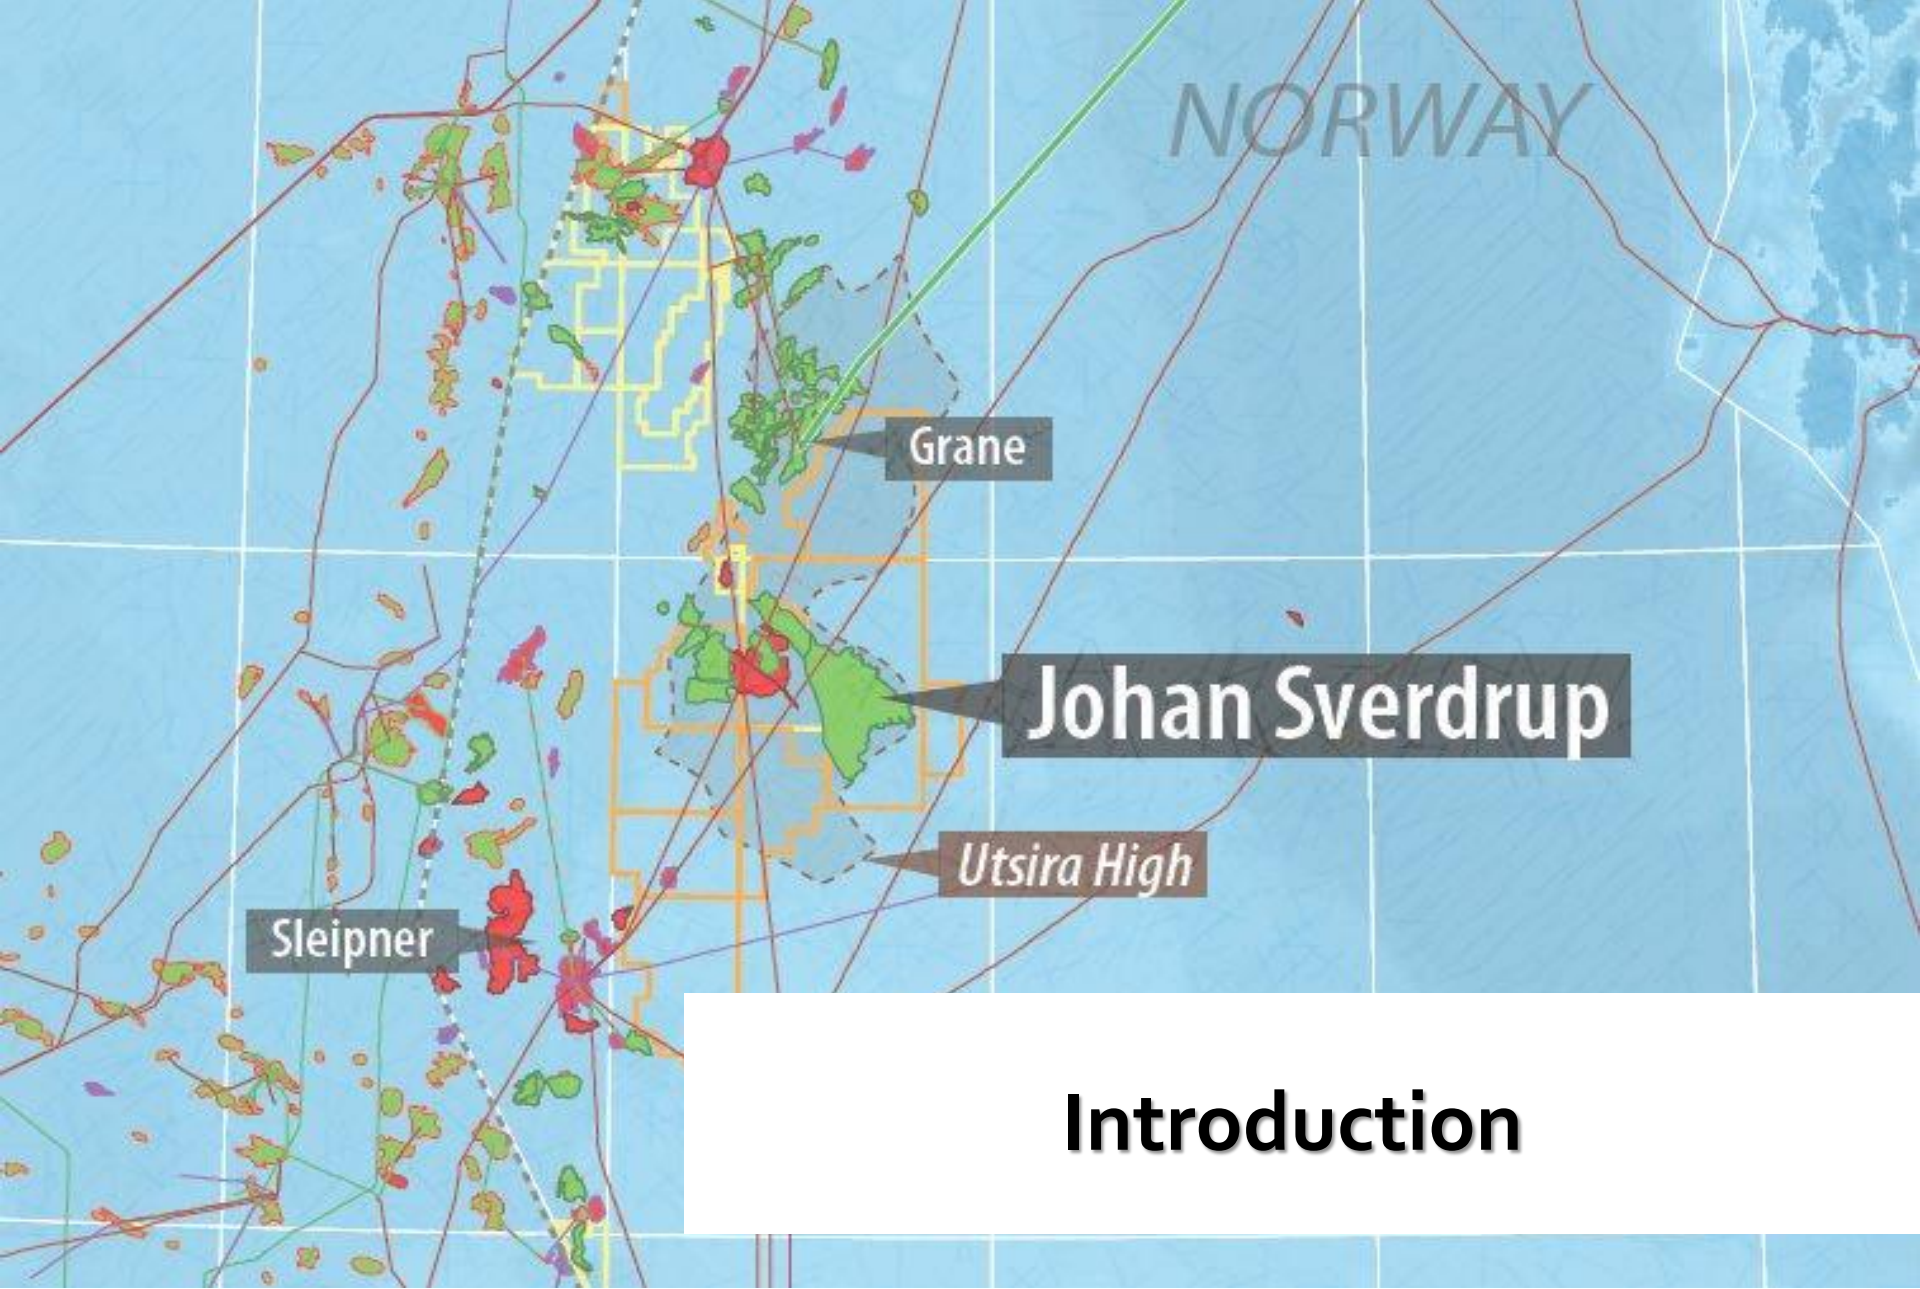 NORWAY
Grane
Johan Sverdrup
Utsira High
Sleipner
Introduction